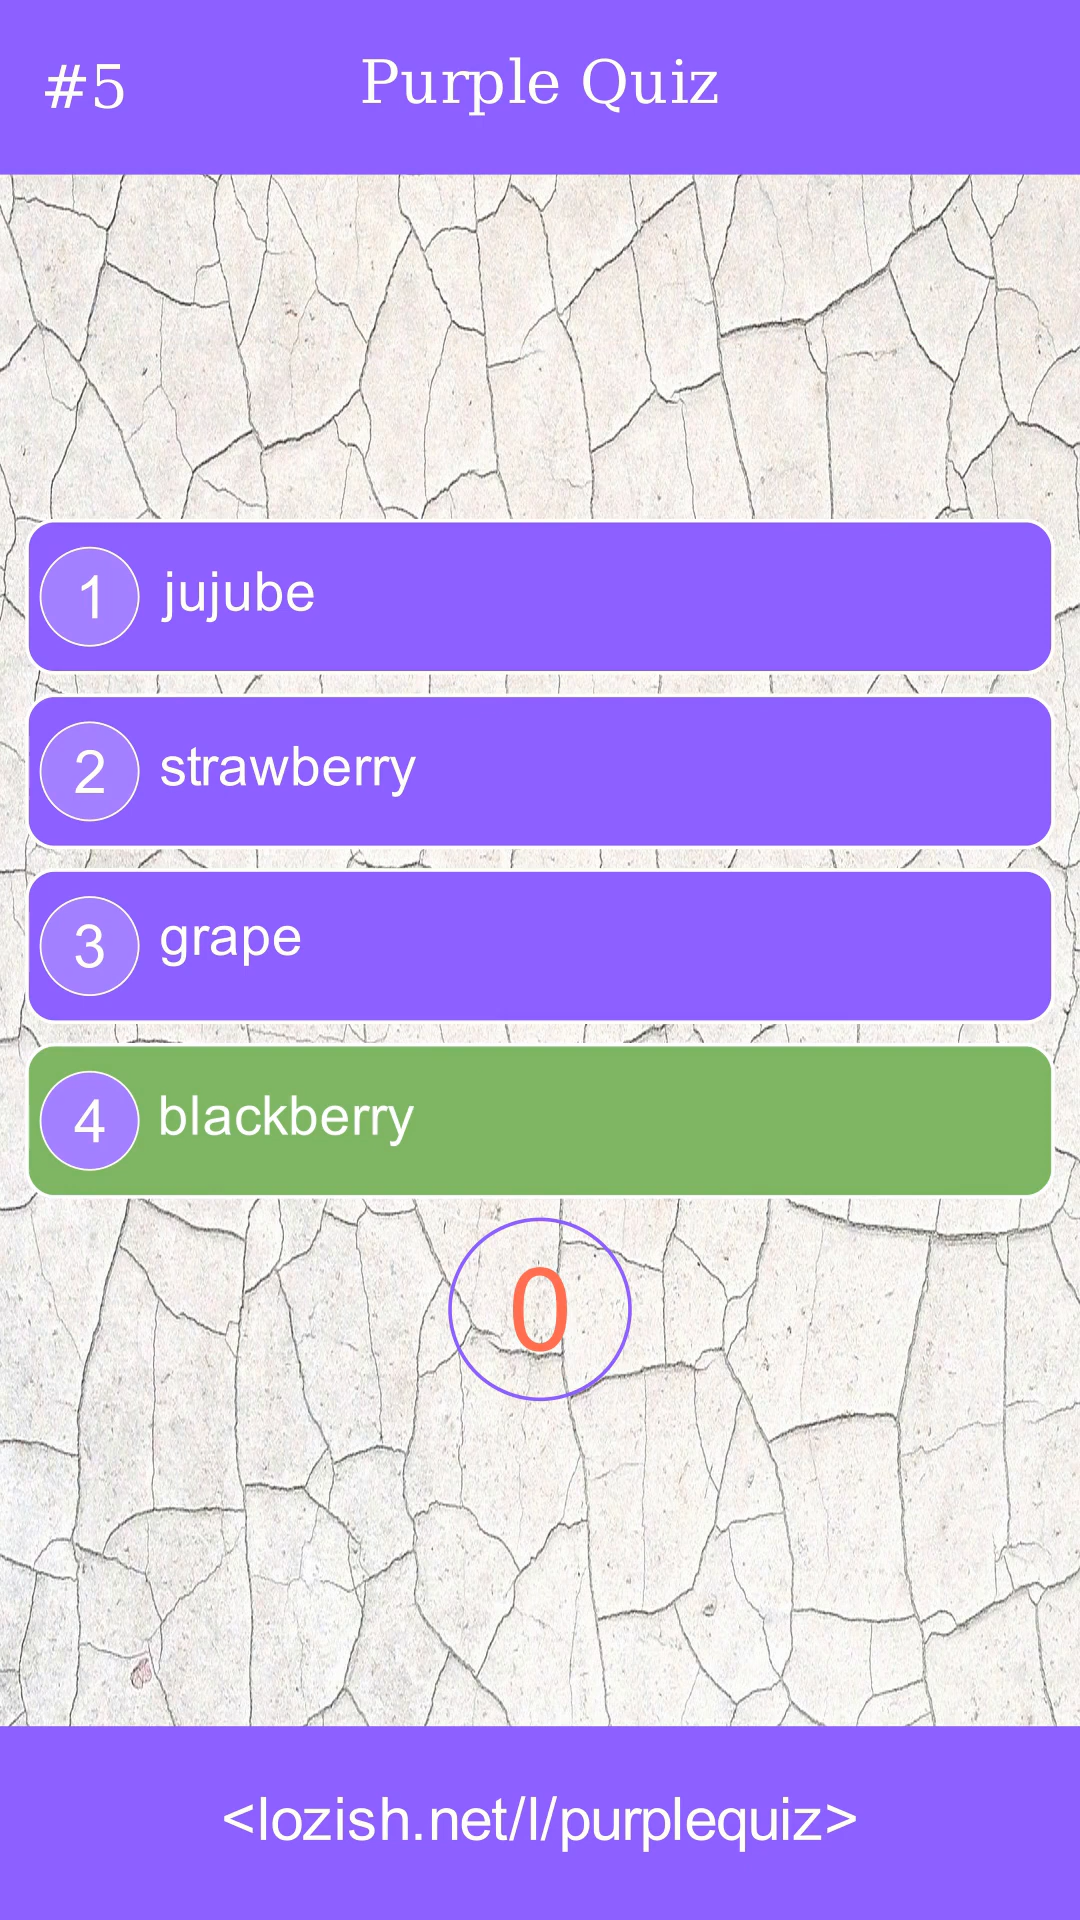 #5
Purple Quiz
1 jujube
2 strawberry
3 grape
4 blackberry
0
<lozish.net/l/purplequiz>